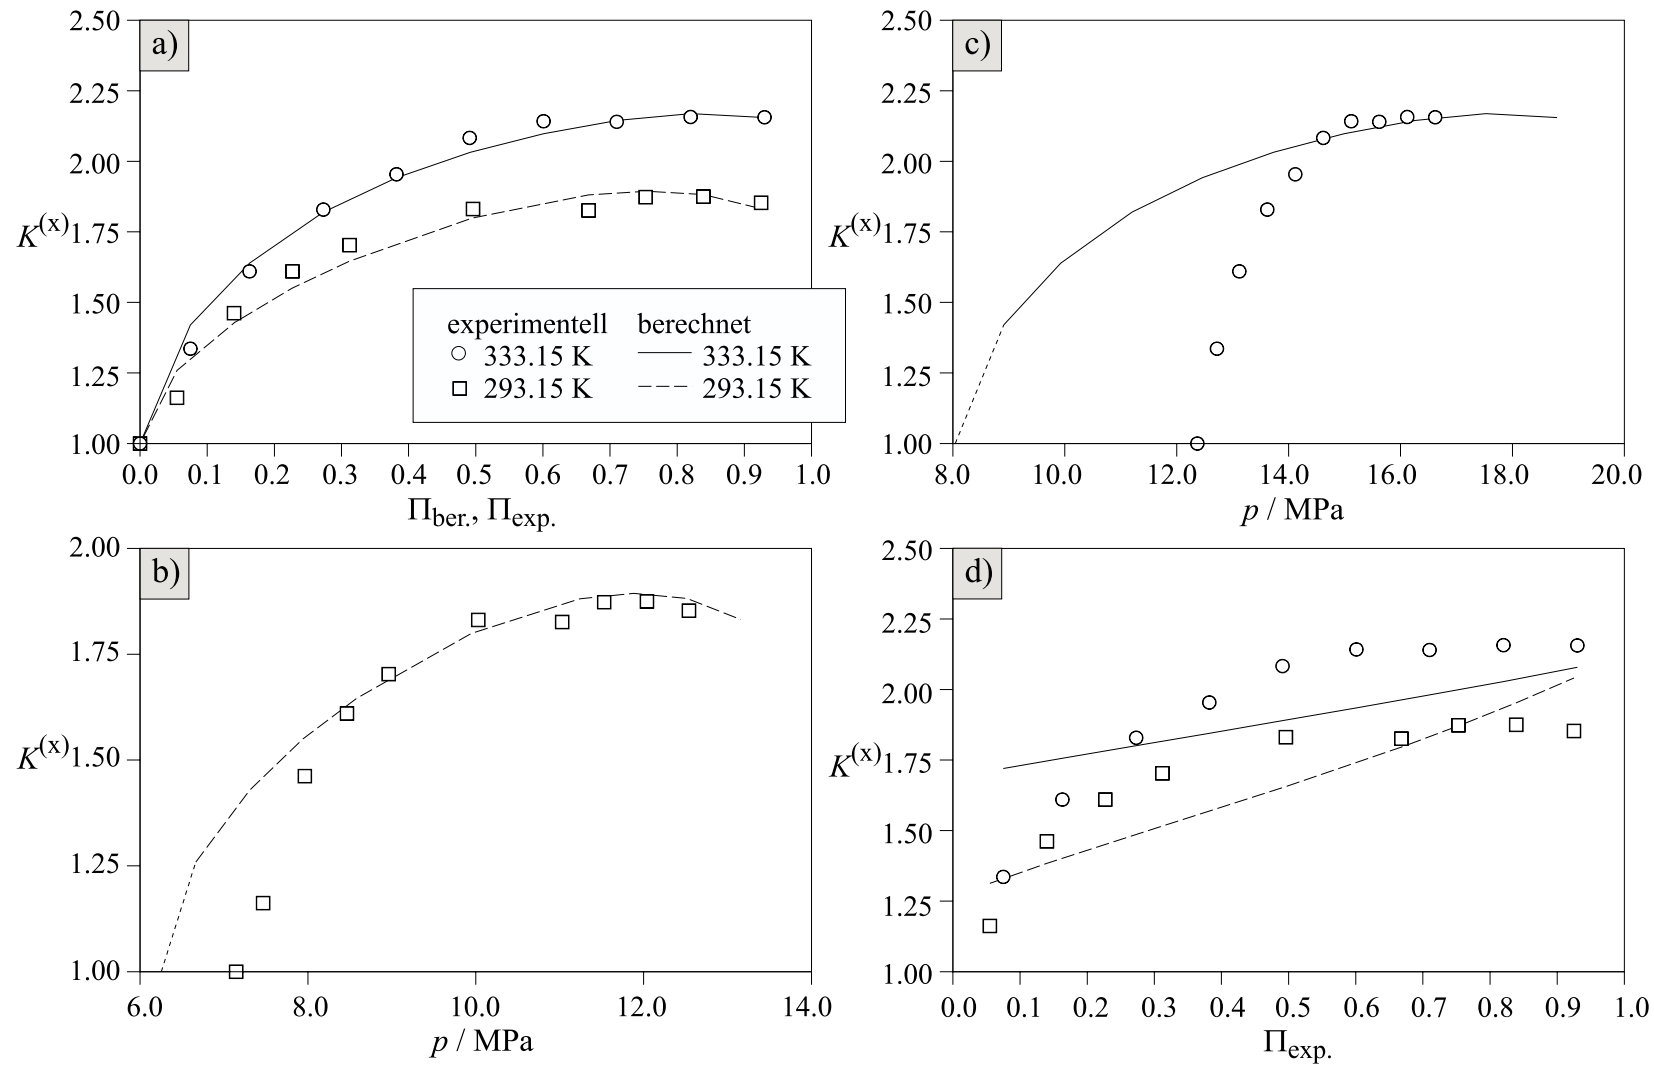 a)
2.50
2.25
2.00
1.75
1.50
1.25
1.00
K(x)
0.0 0.1 0.2 0.3 0.4 0.5 0.6 0.7 0.8 0.9 1.0
Πber., Πexp.
experimentell berechnet
333.15 K 333.15 K
293.15 K 293.15 K
c)
2.50
2.25
2.00
1.75
1.50
1.25
1.00
K(x)
8.0 10.0 12.0 14.0 16.0 18.0 20.0
p / MPa
b)
2.00
1.75
1.50
1.25
1.00
K(x)
6.0 8.0 10.0 12.0 14.0
p / MPa
d)
2.50
2.25
2.00
1.75
1.50
1.25
1.00
K(x)
0.0 0.1 0.2 0.3 0.4 0.5 0.6 0.7 0.8 0.9 1.0
Πexp.